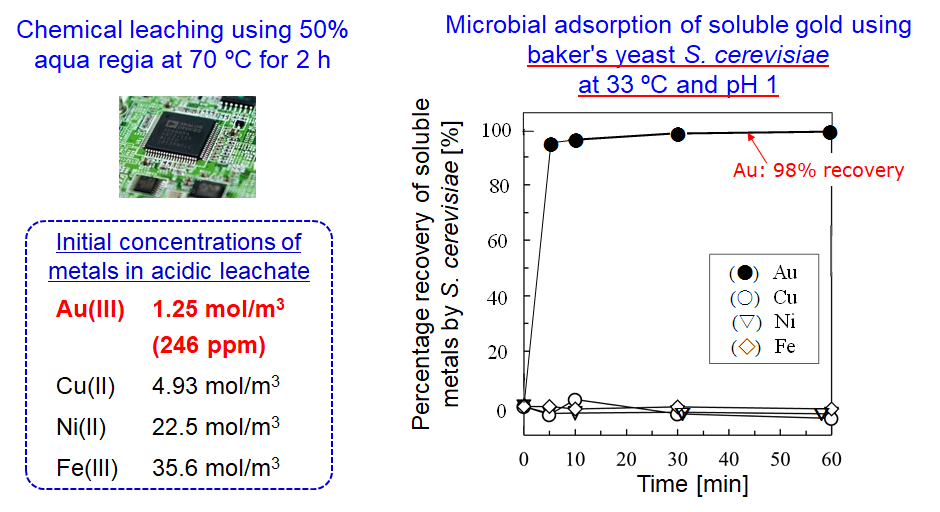 Chemical leaching using 50%
aqua regia at 70 ºC for 2 h
Initial concentrations of
metals in acidic leachate
Au(III) 1.25 mol/m³
(246 ppm)
Cu(II) 4.93 mol/m³
Ni(II) 22.5 mol/m³
Fe(III) 35.6 mol/m³
Microbial adsorption of soluble gold using
baker's yeast S. cerevisiae
at 33 ºC and pH 1
Percentage recovery of soluble
metals by S. cerevisiae [%]
100
80
60
40
20
0
Au: 98% recovery
(●) Au
(○) Cu
(▽) Ni
(◇) Fe
0 10 20 30 40 50 60
Time [min]